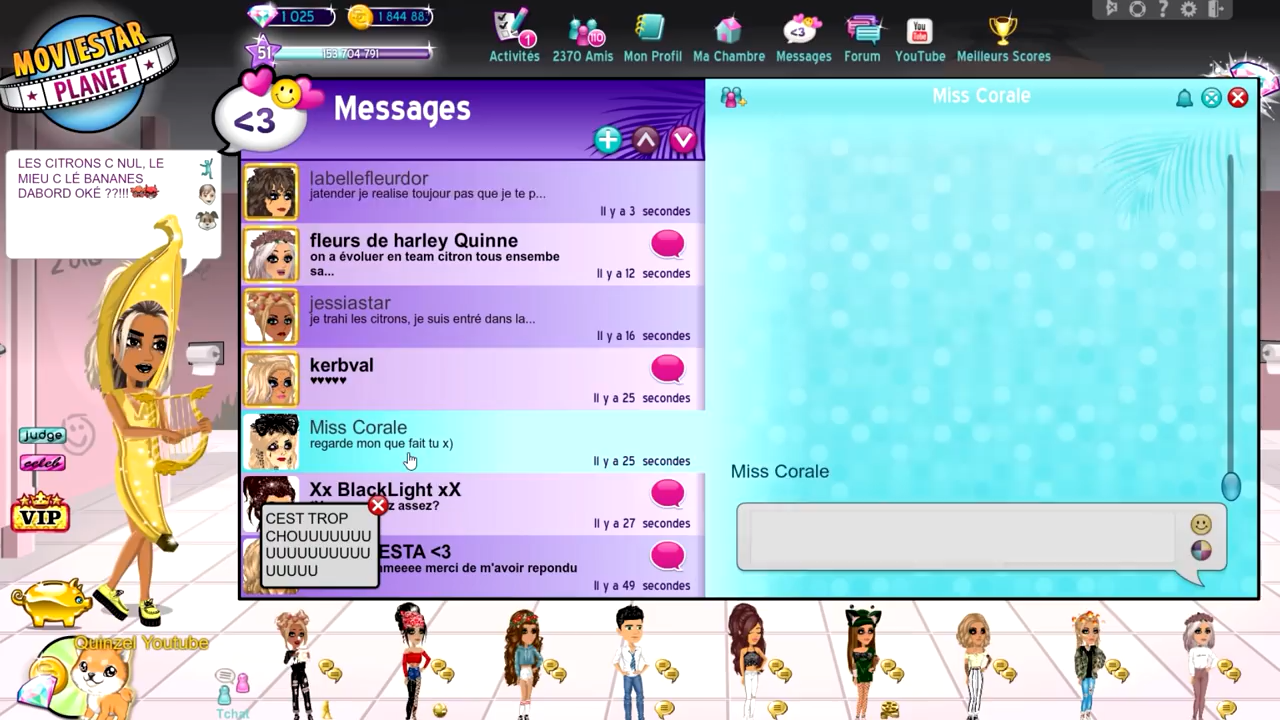 MOVIESTAR
PLANET
1 025
1 844 88
51
153 704 791
1
Activités
110
2370 Amis
Mon Profil
Ma Chambre
<3
Messages
Forum
You
Tube
YouTube
Meilleurs Scores
<3
Messages
Miss Corale
LES CITRONS C NUL, LE
MIEU C LÉ BANANES
DABORD OKÉ ??!!!
labellefleurdor
jatender je realise toujour pas que je te p...
Il y a 3 secondes
fleurs de harley Quinne
on a évoluer en team citron tous ensembe
sa...
Il y a 12 secondes
jessiastar
je trahi les citrons, je suis entré dans la...
Il y a 16 secondes
kerbval
♥♥♥♥♥
Il y a 25 secondes
Miss Corale
regarde mon que fait tu x)
Il y a 25 secondes
Miss Corale
Xx BlackLight xX
z assez?
Il y a 27 secondes
CEST TROP
CHOUUUUUUU
UUUUUUUUUU
UUUUU
ESTA <3
meeee merci de m'avoir repondu
Il y a 49 secondes
judge
celeb
VIP
Quinzel Youtube
Tchat